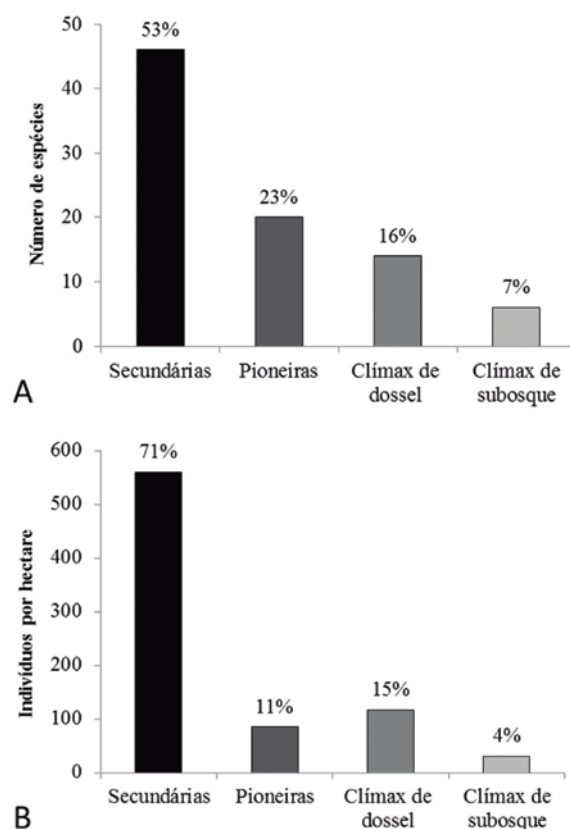 50
53%
40
30
23%
20
16%
10
7%
0
Número de espécies
Secundárias
Pioneiras
Clímax de
dossel
Clímax de
subosque
A
600
71%
500
400
300
200
15%
11%
100
4%
0
Indivíduos por hectare
Secundárias
Pioneiras
Clímax de
dossel
Clímax de
subosque
B